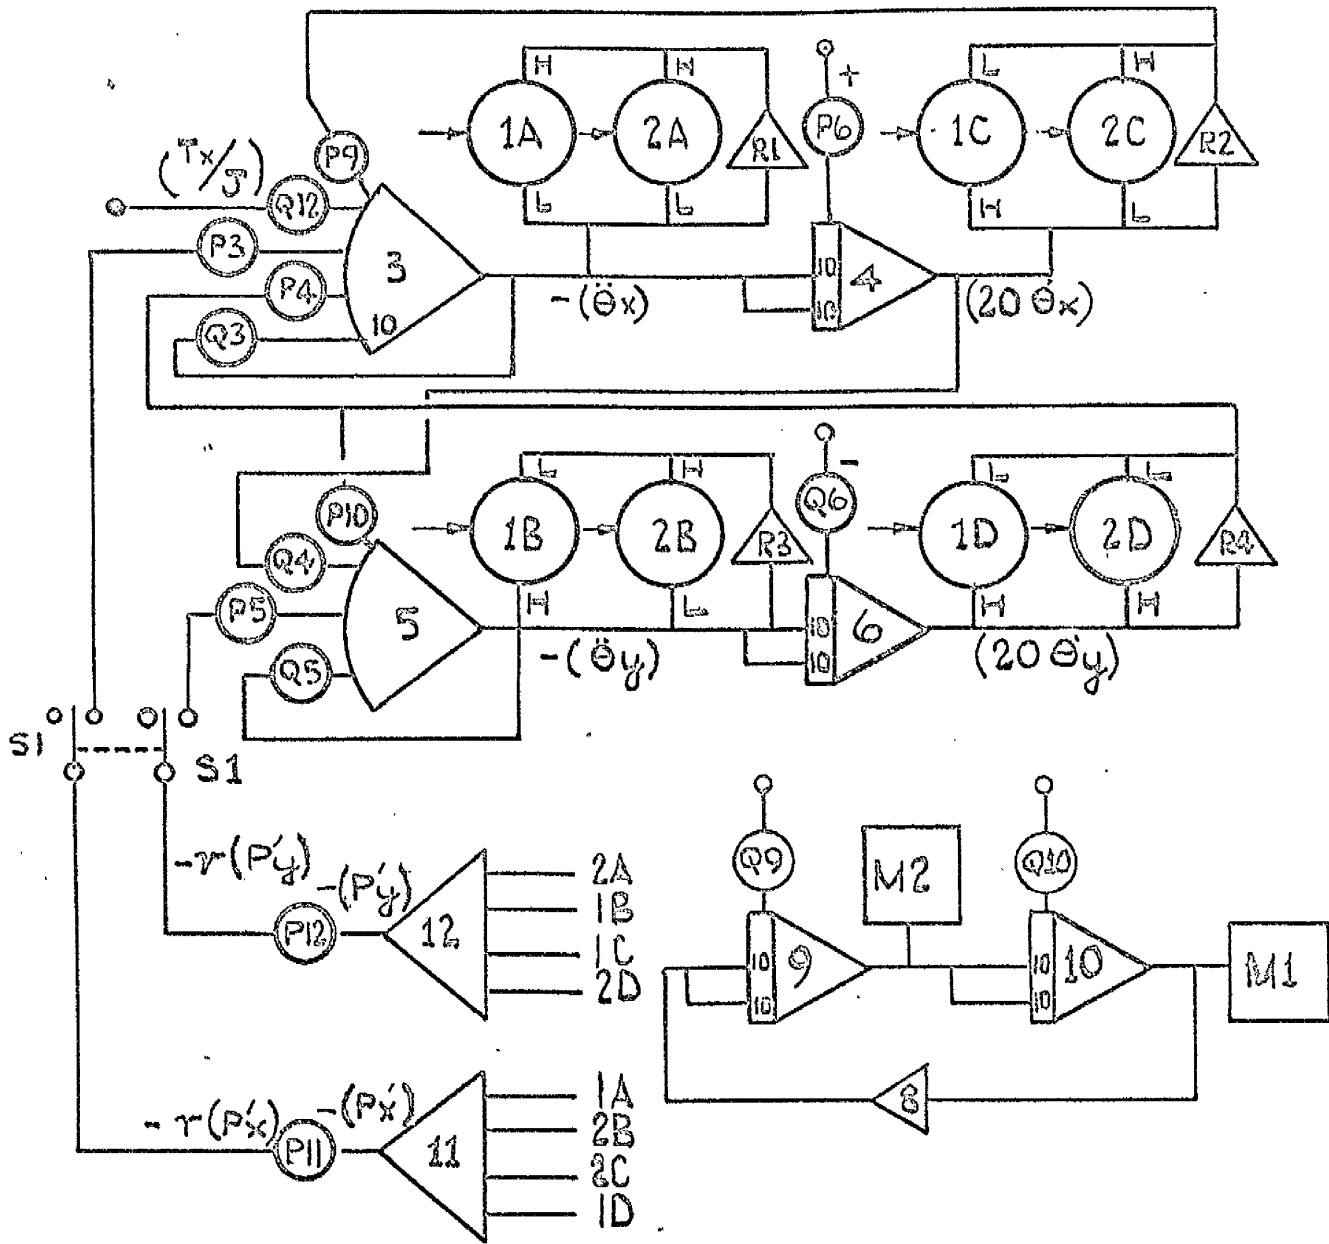 H H L H
+
1A 2A R1 P6 1C 2C R2
P9
(Tx/J)
Q12
L L H L
P3
3
P4
10
4
-(Θ̈x)
(20 Θ̇x)
Q3
10
10
L H - L L
Q6
P10
1B 2B R3 1D 2D R4
Q4
P5
H L H H
5
10
6
-(Θ̈y)
(20 Θ̇y)
Q5
10
S1
S1
-r(P'y)
-(P'y)
P12
12
2A
1B
1C
2D
Q9
M2
Q10
10
9
10
10
10
10
M1
8
-r(P'x)
-(P'x)
P11
11
1A
2B
2C
1D